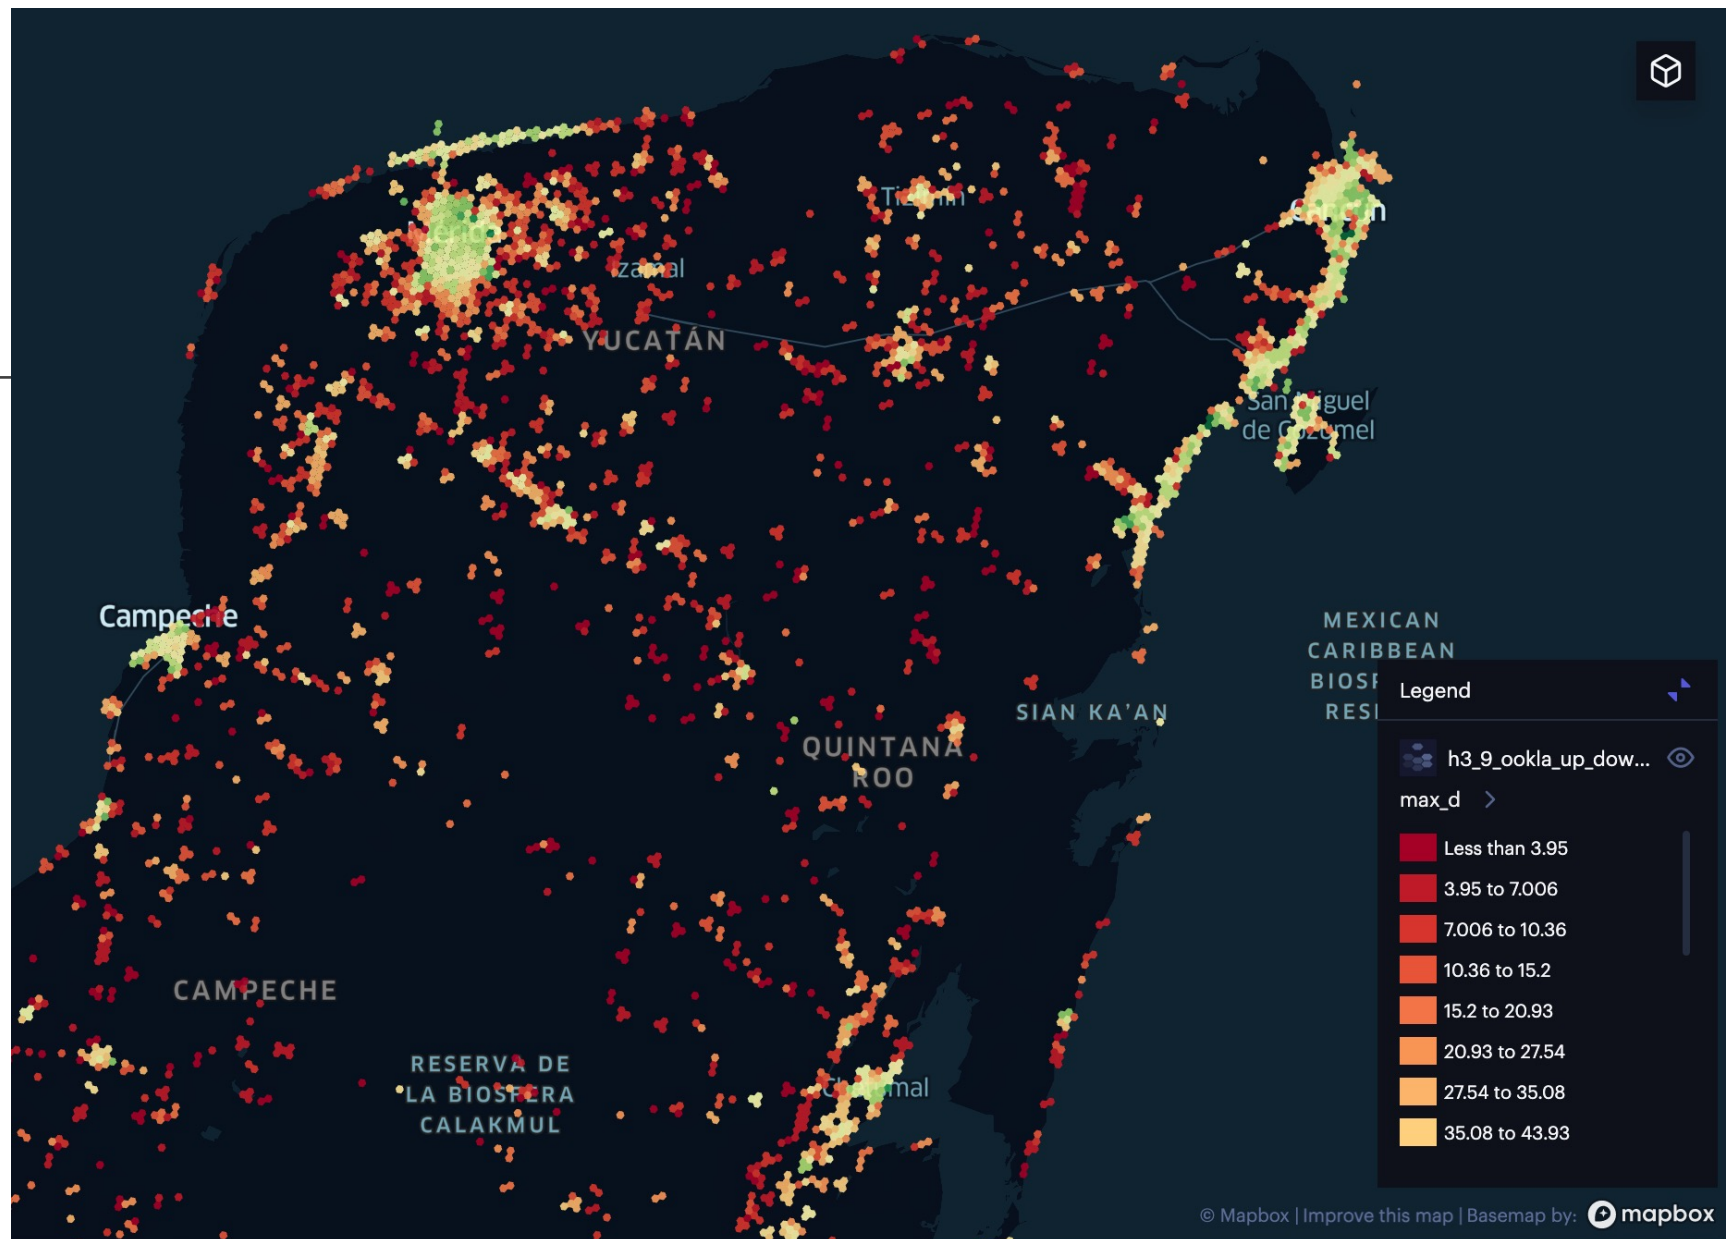 Izamal
YUCATÁN
San Miguel
de Cozumel
Campeche
MEXICAN
CARIBBEAN
SIAN KA'AN
QUINTANA
ROO
CAMPECHE
RESERVA DE
LA BIOSFERA
CALAKMUL
Chetumal
Legend
h3_9_ookla_up_dow...
max_d
Less than 3.95
3.95 to 7.006
7.006 to 10.36
10.36 to 15.2
15.2 to 20.93
20.93 to 27.54
27.54 to 35.08
35.08 to 43.93
© Mapbox | Improve this map | Basemap by: mapbox